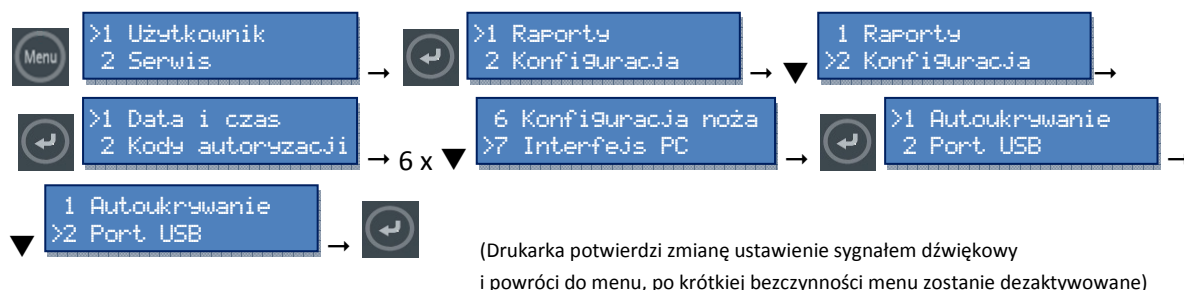 Menu >1 Użytkownik 2 Serwis → >1 Raporty 2 Konfiguracja → ▼ 1 Raporty >2 Konfiguracja →
>1 Data i czas 2 Kody autoryzacji → 6 x ▼ 6 Konfiguracja noża >7 Interfejs PC → >1 Autoukrywanie 2 Port USB →
▼ 1 Autoukrywanie >2 Port USB →
(Drukarka potwierdzi zmianę ustawienie sygnałem dźwiękowy
i powróci do menu, po krótkiej bezczynności menu zostanie dezaktywowane)